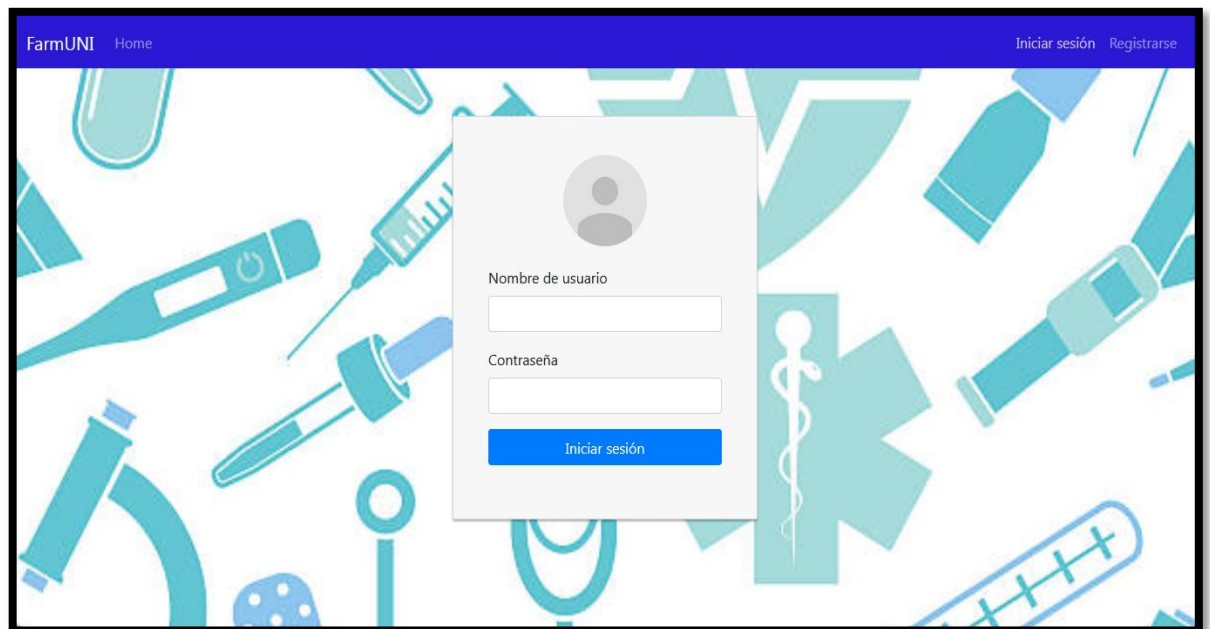 FarmUNI Home Iniciar sesión Registrarse
Nombre de usuario
Contraseña
Iniciar sesión